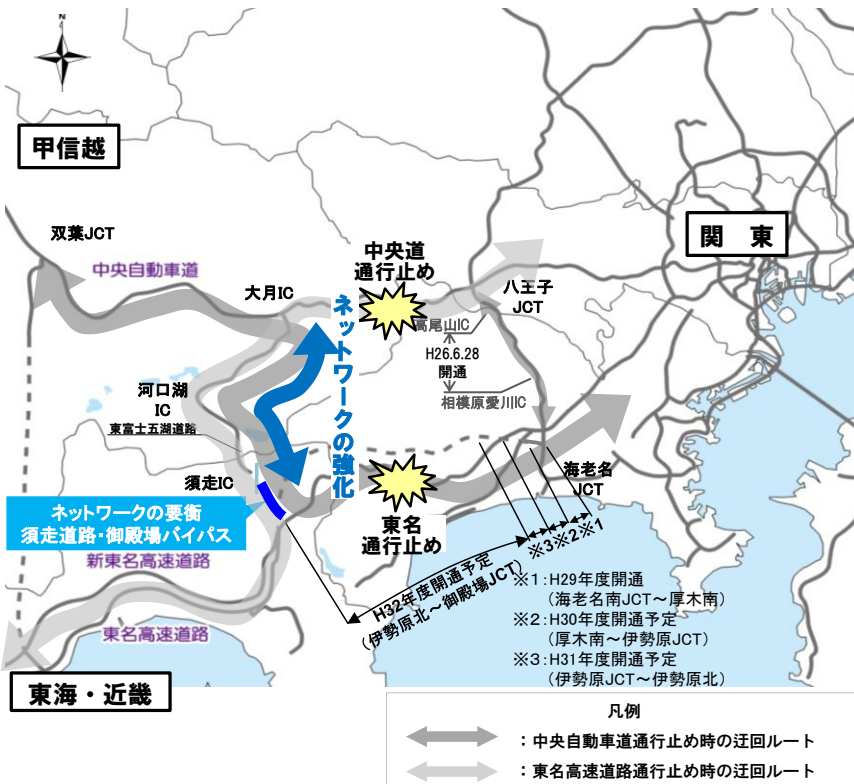 N
甲信越
関 東
双葉JCT
中央自動車道
大月IC
中央道
通行止め
八王子
JCT
高尾山IC
H26.6.28
開通
相模原愛川IC
ネットワークの強化
河口湖
IC
東富士五湖道路
須走IC
海老名
JCT
ネットワークの要衝
須走道路・御殿場バイパス
東名
通行止め
※3
※2
※1
新東名高速道路
H32年度開通予定
(伊勢原北～御殿場JCT)
※1:H29年度開通
(海老名南JCT～厚木南)
※2:H30年度開通予定
(厚木南～伊勢原JCT)
※3:H31年度開通予定
(伊勢原JCT～伊勢原北)
東名高速道路
東海・近畿
凡例
：中央自動車道通行止め時の迂回ルート
：東名高速道路通行止め時の迂回ルート